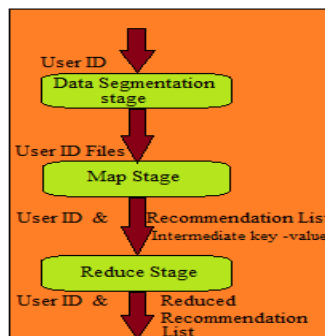 User ID
Data Segmentation
stage
User ID Files
Map Stage
User ID & Recommendation List
Intermediate key -value
Reduce Stage
User ID & Reduced
Recommendation
List